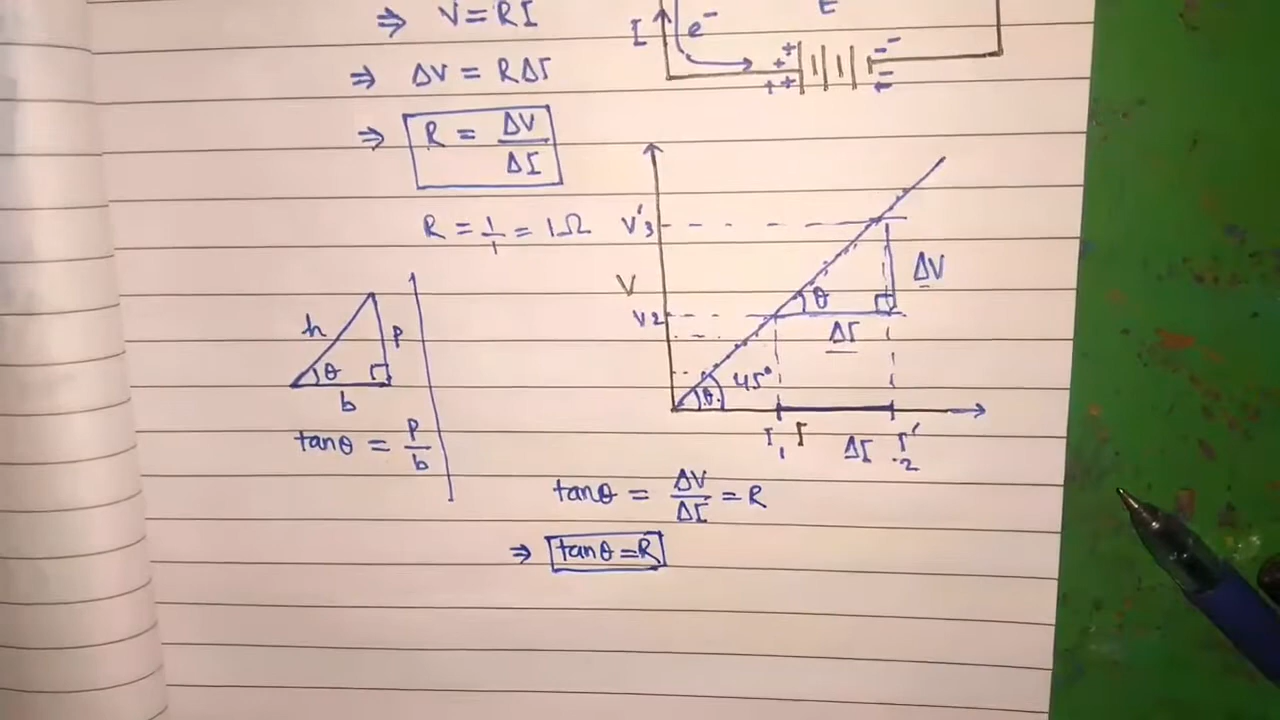 ⇒ V = RI
E
I e⁻
+ + + + + - - -
⇒ ΔV = RΔI
⇒ R = ΔV/ΔI
R = 1/1 = 1Ω
V'3
ΔV
V
θ
V2
ΔI
h θ p
b
45°
θ
I1 I ΔI I'2
tanθ = p/b
tanθ = ΔV/ΔI = R
⇒ tanθ = R